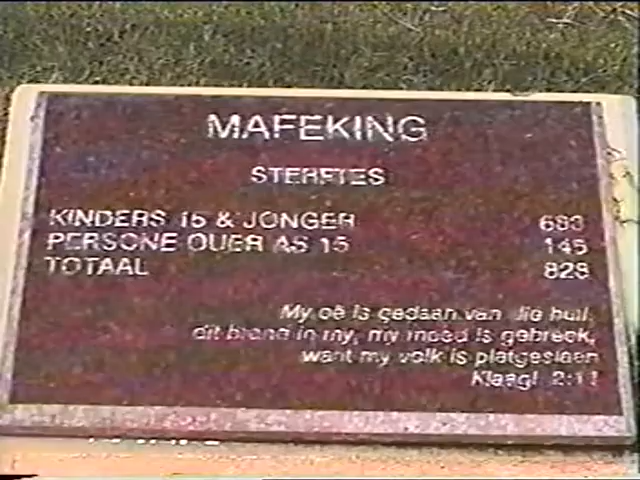 MAFEKING
STERFTES
KINDERS 15 & JONGER 683
PERSONE OUER AS 15 145
TOTAAL 828
My oë is gedaan van die huil,
dit brand in my, my moed is gebreek,
want my volk is platgeslaan
Klaagl. 2:11